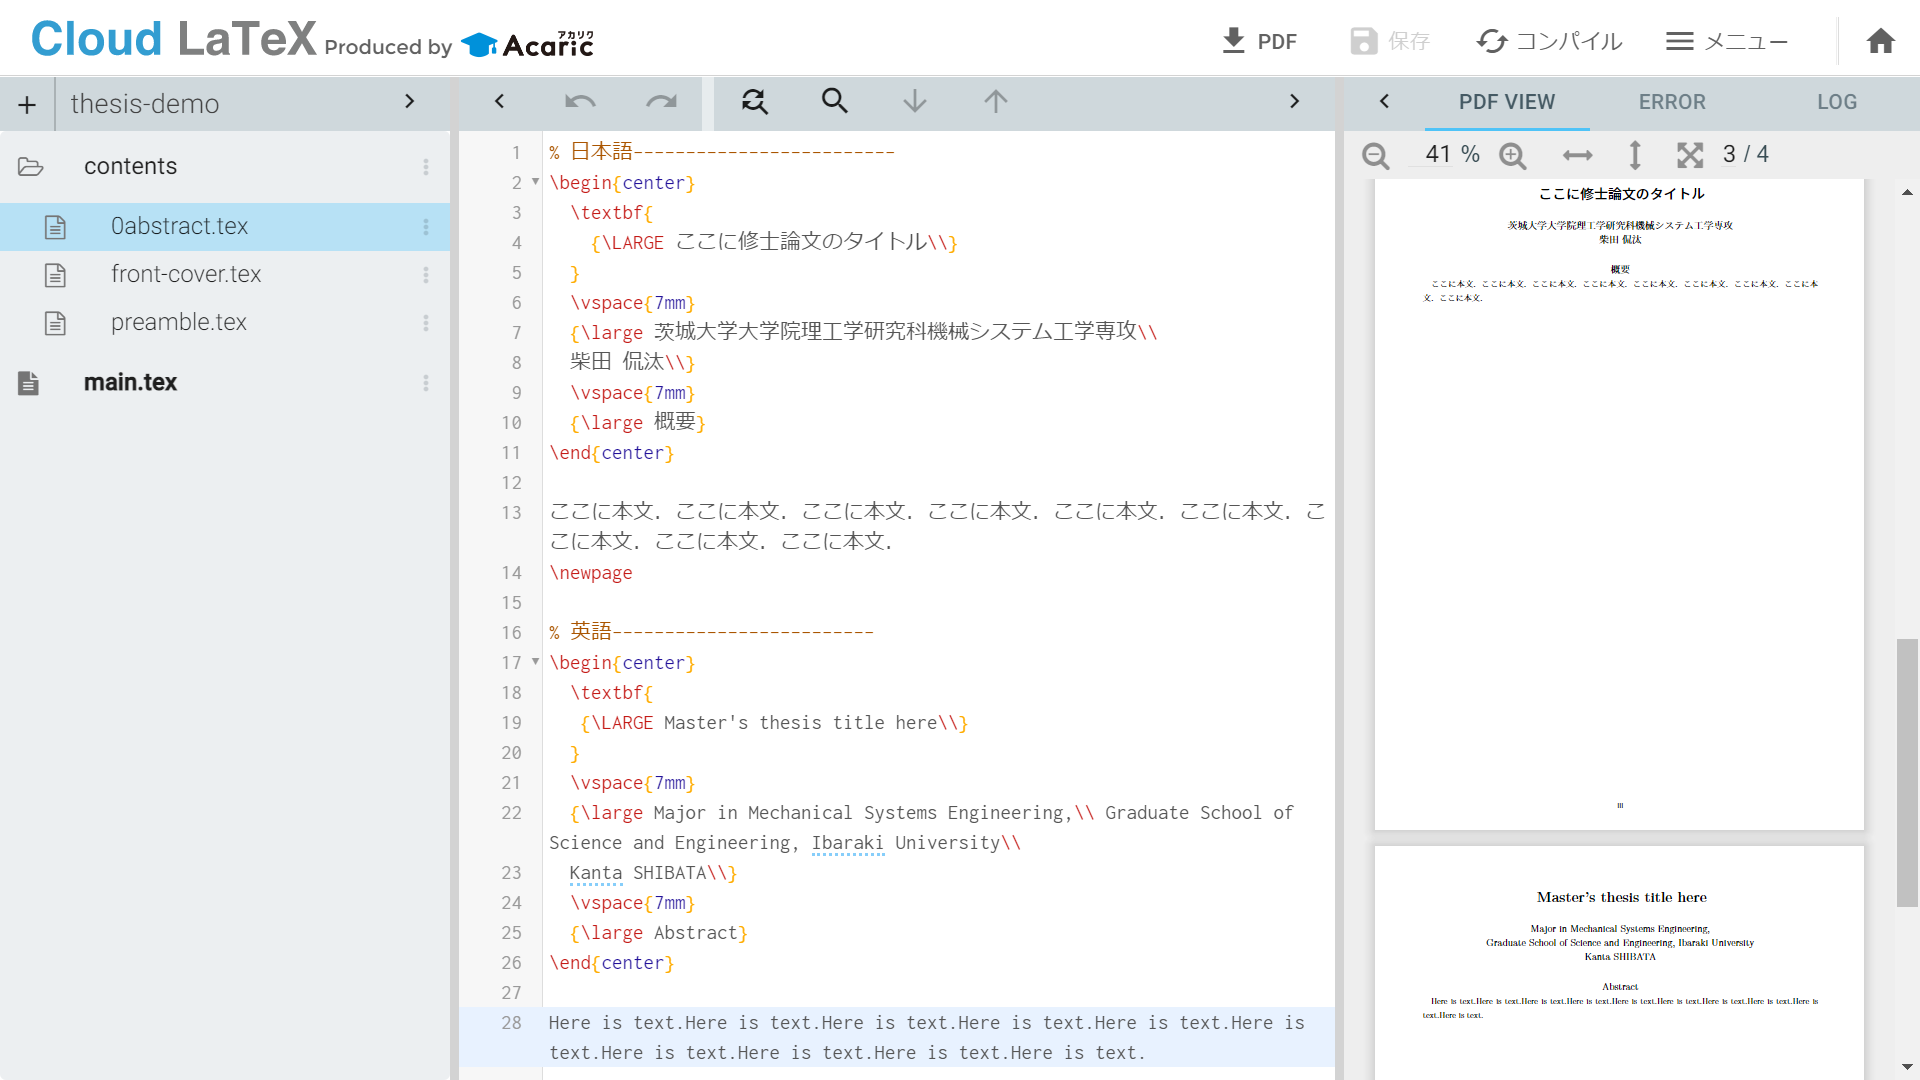 Cloud LaTeX Produced by アカリク Acaric
PDF
保存
コンパイル
メニュー
thesis-demo
contents
0abstract.tex
front-cover.tex
preamble.tex
main.tex
1 % 日本語-------------------------
2 \begin{center}
3 \textbf{
4 {\LARGE ここに修士論文のタイトル\\}
5 }
6 \vspace{7mm}
7 {\large 茨城大学大学院理工学研究科機械システム工学専攻\\
8 柴田 侃汰\\}
9 \vspace{7mm}
10 {\large 概要}
11 \end{center}
12
13 ここに本文．ここに本文．ここに本文．ここに本文．ここに本文．ここに本文．こ
こに本文．ここに本文．ここに本文．
14 \newpage
15
16 % 英語-------------------------
17 \begin{center}
18 \textbf{
19 {\LARGE Master's thesis title here\\}
20 }
21 \vspace{7mm}
22 {\large Major in Mechanical Systems Engineering,\\ Graduate School of
Science and Engineering, Ibaraki University\\
23 Kanta SHIBATA\\}
24 \vspace{7mm}
25 {\large Abstract}
26 \end{center}
27
28 Here is text.Here is text.Here is text.Here is text.Here is text.Here is
text.Here is text.Here is text.Here is text.Here is text.
PDF VIEW
ERROR
LOG
41 %
3 / 4
ここに修士論文のタイトル
茨城大学大学院理工学研究科機械システム工学専攻
柴田 侃汰
概要
ここに本文．ここに本文．ここに本文．ここに本文．ここに本文．ここに本文．ここに本文．ここに本
文．ここに本文．
iii
Master's thesis title here
Major in Mechanical Systems Engineering,
Graduate School of Science and Engineering, Ibaraki University
Kanta SHIBATA
Abstract
Here is text.Here is text.Here is text.Here is text.Here is text.Here is text.Here is text.Here is text.Here is
text.Here is text.